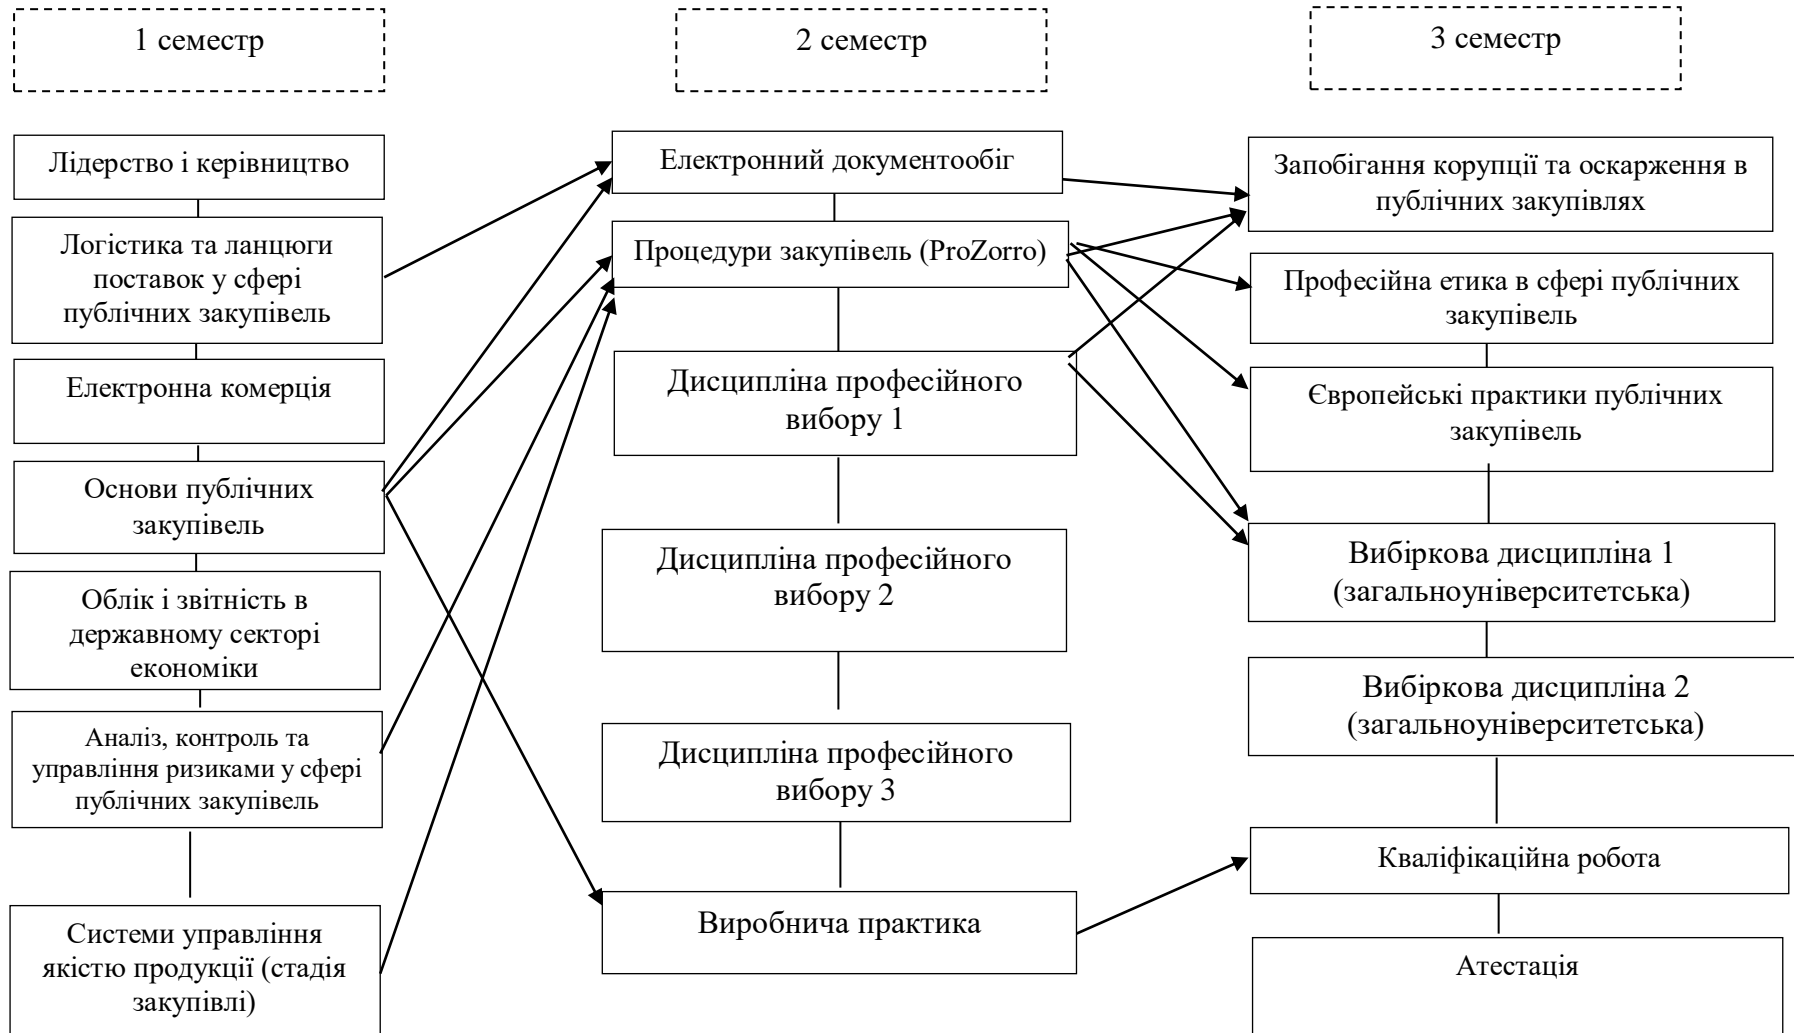 1 семестр
2 семестр
3 семестр
Лідерство і керівництво
Логістика та ланцюги
поставок у сфері
публічних закупівель
Електронна комерція
Основи публічних
закупівель
Облік і звітність в
державному секторі
економіки
Аналіз, контроль та
управління ризиками у сфері
публічних закупівель
Системи управління
якістю продукції (стадія
закупівлі)
Електронний документообіг
Процедури закупівель (ProZorro)
Дисципліна професійного
вибору 1
Дисципліна професійного
вибору 2
Дисципліна професійного
вибору 3
Виробнича практика
Запобігання корупції та оскарження в
публічних закупівлях
Професійна етика в сфері публічних
закупівель
Європейські практики публічних
закупівель
Вибіркова дисципліна 1
(загальноуніверситетська)
Вибіркова дисципліна 2
(загальноуніверситетська)
Кваліфікаційна робота
Атестація